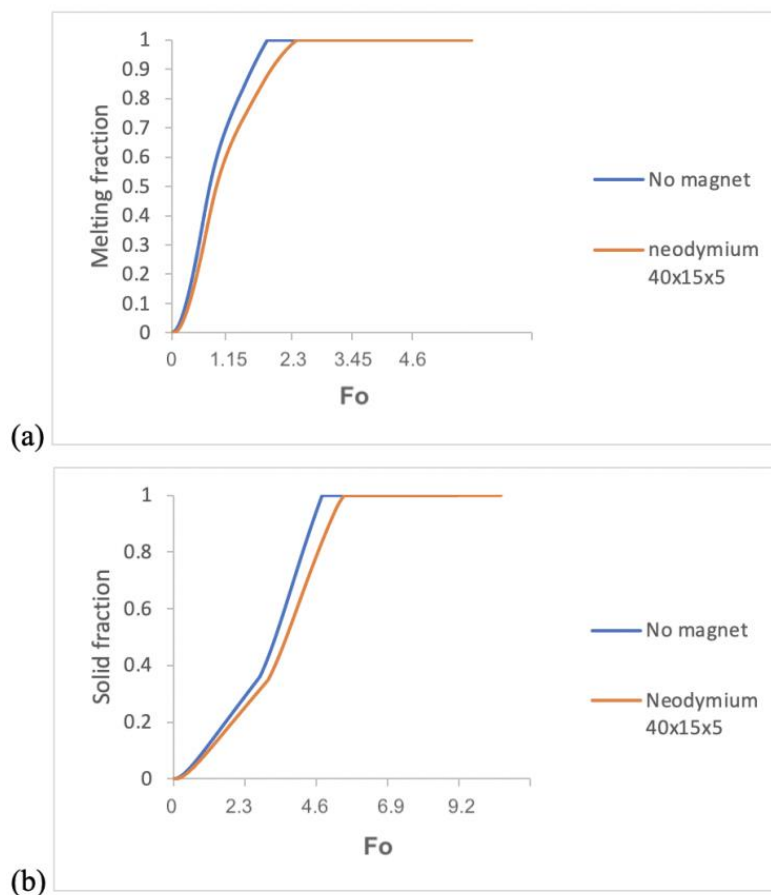 1
0.9
0.8
0.7
0.6
0.5
0.4
0.3
0.2
0.1
0
Melting fraction
0 1.15 2.3 3.45 4.6
Fo
No magnet
neodymium
40x15x5
(a)
1
0.8
0.6
0.4
0.2
0
Solid fraction
0 2.3 4.6 6.9 9.2
Fo
No magnet
Neodymium
40x15x5
(b)